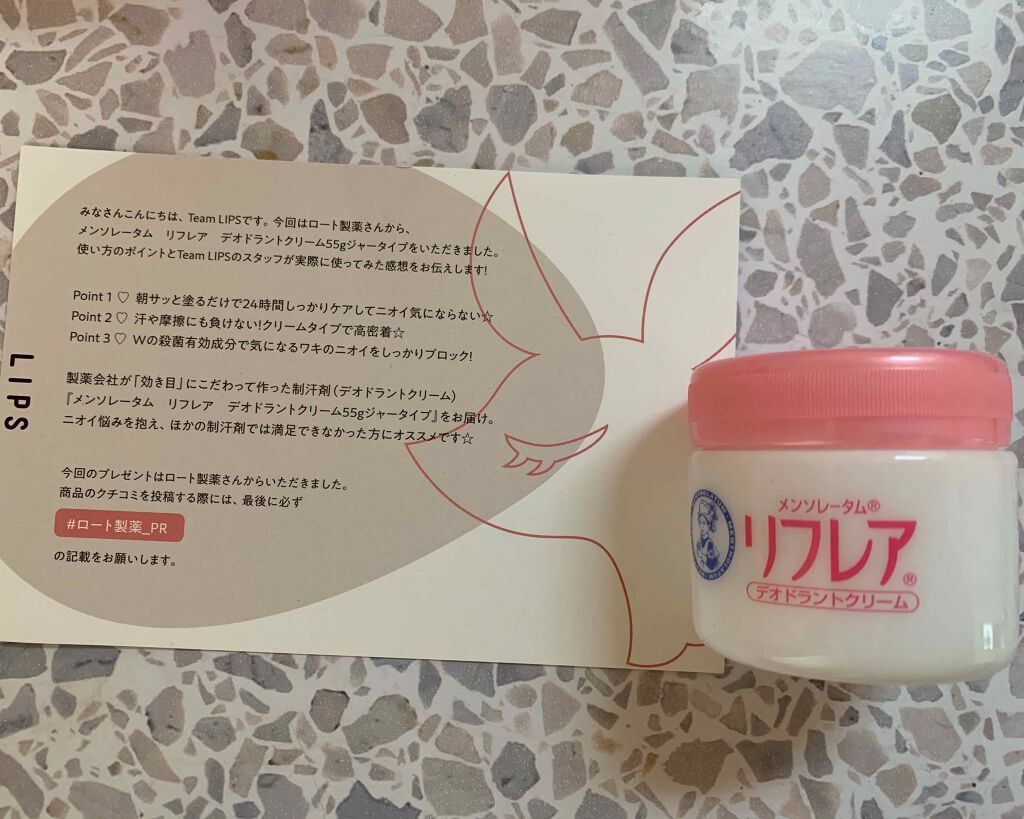 みなさんこんにちは、Team LIPSです。今回はロート製薬さんから、
メンソレータム　リフレア　デオドラントクリーム55gジャータイプをいただきました。
使い方のポイントとTeam LIPSのスタッフが実際に使ってみた感想をお伝えします!
Point 1 ♡ 朝サッと塗るだけで24時間しっかりケアしてニオイ気にならない☆
Point 2 ♡ 汗や摩擦にも負けない!クリームタイプで高密着☆
Point 3 ♡ Wの殺菌有効成分で気になるワキのニオイをしっかりブロック!
製薬会社が「効き目」にこだわって作った制汗剤（デオドラントクリーム）
『メンソレータム　リフレア　デオドラントクリーム55gジャータイプ』をお届け。
ニオイ悩みを抱え、ほかの制汗剤では満足できなかった方にオススメです☆
今回のプレゼントはロート製薬さんからいただきました。
商品のクチコミを投稿する際には、最後に必ず
#ロート製薬_PR
の記載をお願いします。
LIPS
メンソレータム®
リフレア®
デオドラントクリーム